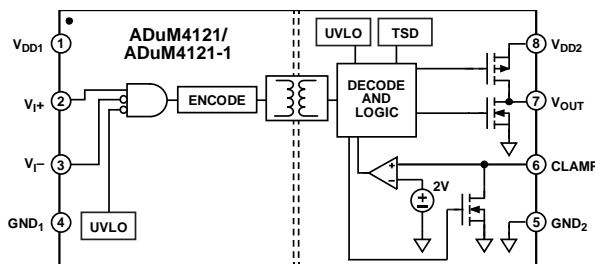 ADuM4121/
ADuM4121-1
VDD1
1
VI+
2
VI−
3
GND1
4
UVLO
ENCODE
UVLO
TSD
DECODE
AND
LOGIC
2V
8
VDD2
7
VOUT
6
CLAMP
5
GND2